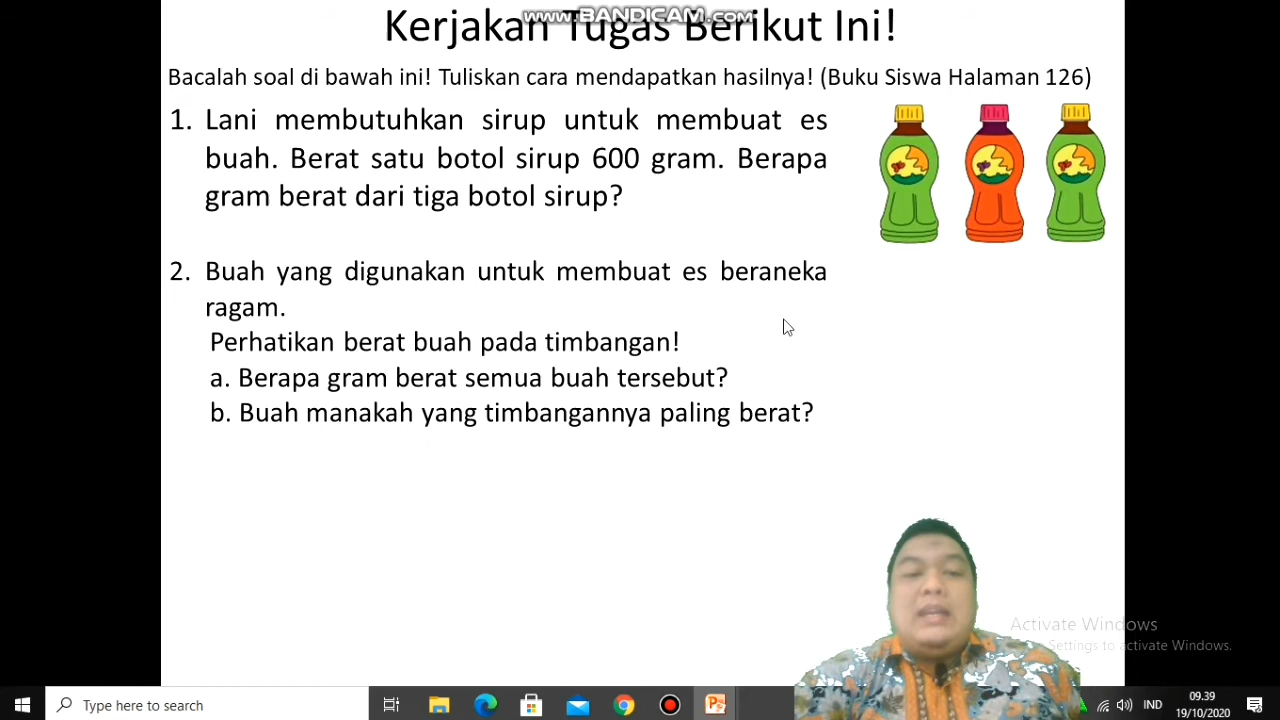 www.BANDICAM.com
Kerjakan Tugas Berikut Ini!
Bacalah soal di bawah ini! Tuliskan cara mendapatkan hasilnya! (Buku Siswa Halaman 126)
1. Lani membutuhkan sirup untuk membuat es
buah. Berat satu botol sirup 600 gram. Berapa
gram berat dari tiga botol sirup?
2. Buah yang digunakan untuk membuat es beraneka
ragam.
Perhatikan berat buah pada timbangan!
a. Berapa gram berat semua buah tersebut?
b. Buah manakah yang timbangannya paling berat?
Activate Windows
Settings to activate Windows.
Type here to search
IND
09.39
19/10/2020